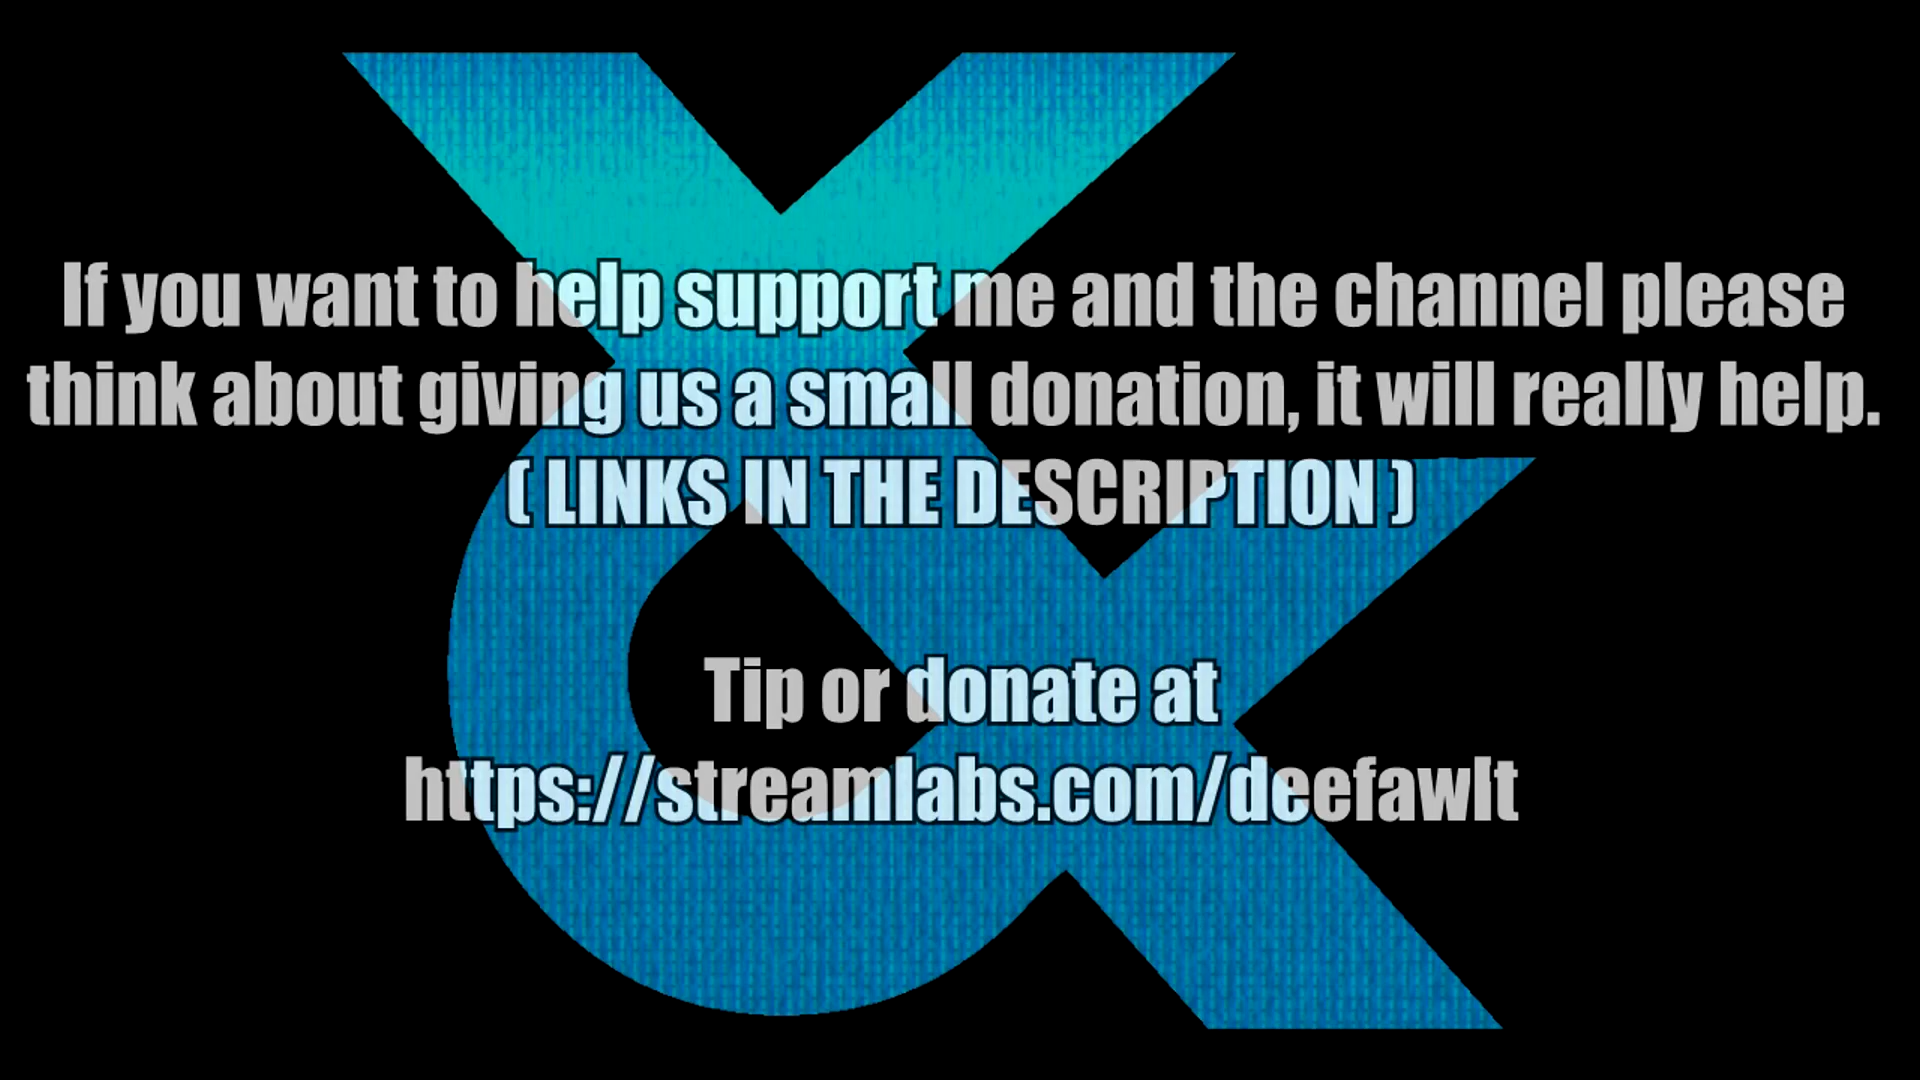 If you want to help support me and the channel please
think about giving us a small donation, it will really help.
( LINKS IN THE DESCRIPTION )
Tip or donate at
https://streamlabs.com/deefawlt